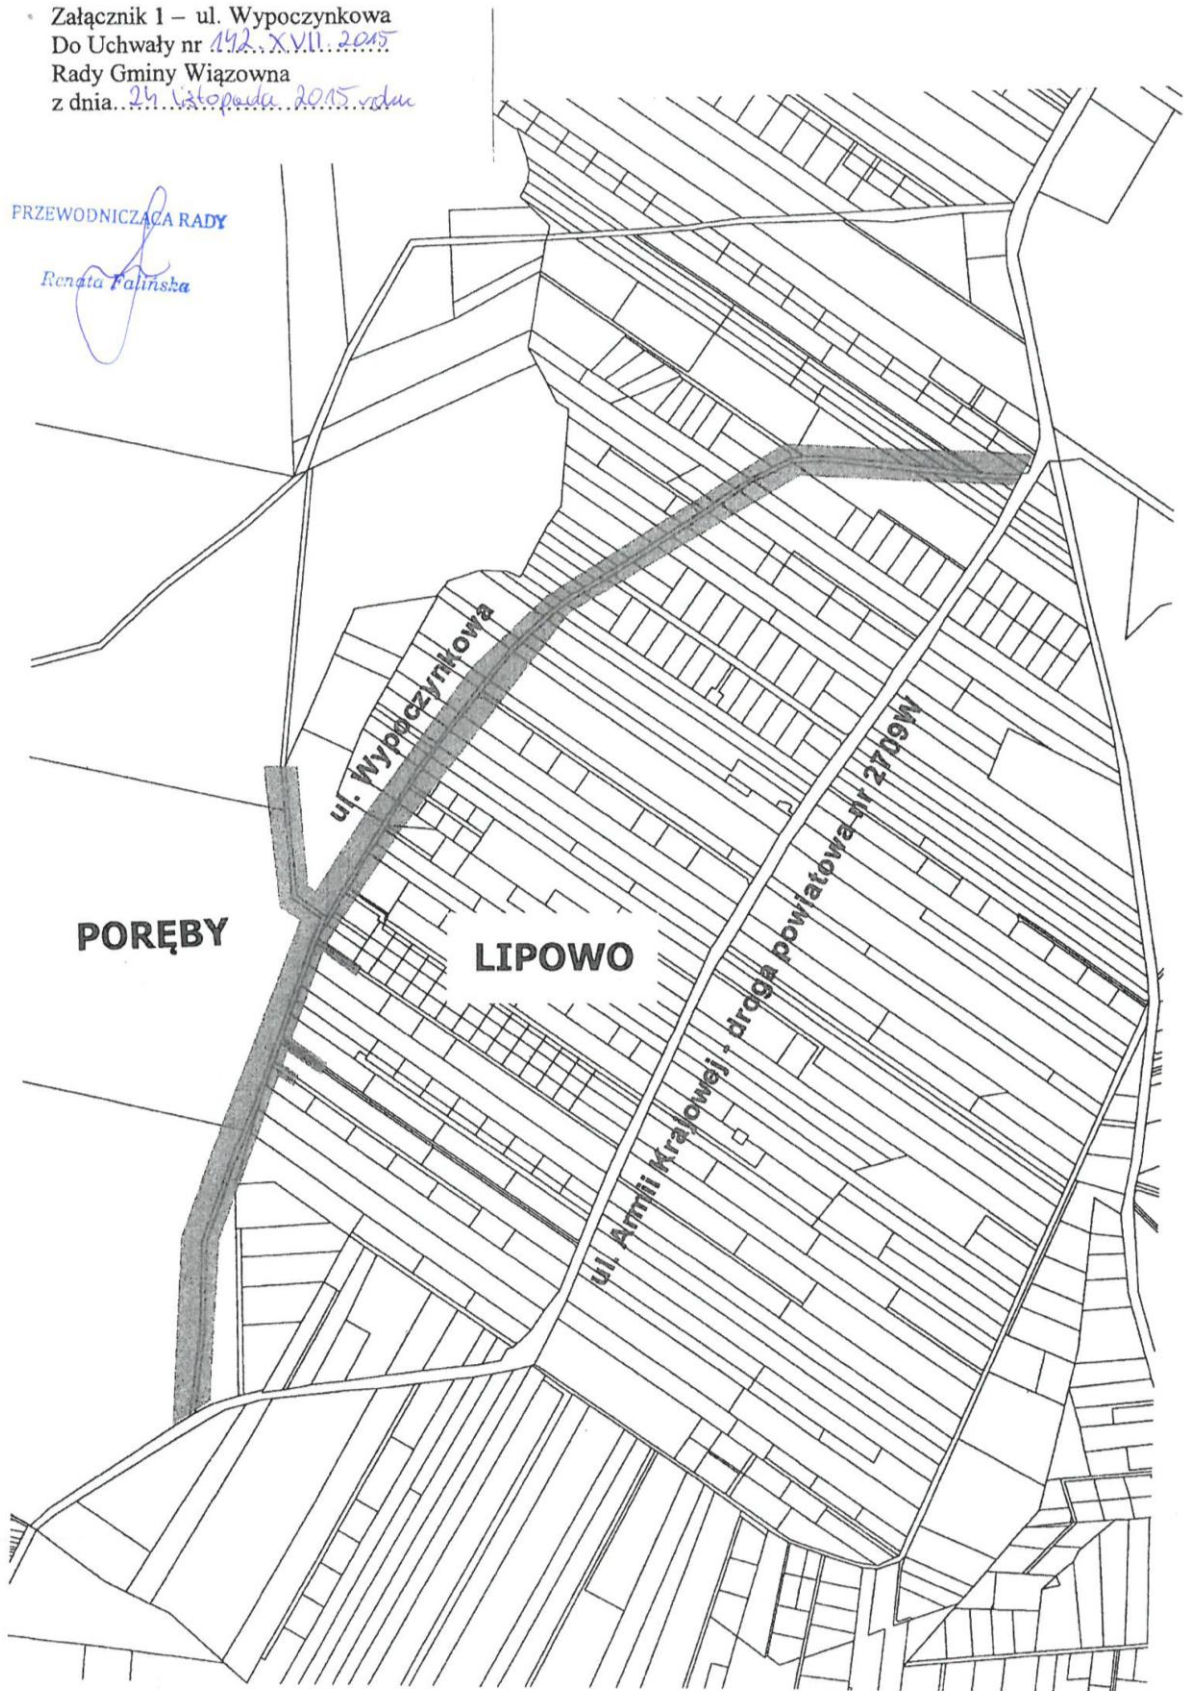 Załącznik 1 – ul. Wypoczynkowa
Do Uchwały nr 142.XVII.2015
Rady Gminy Wiązowna
z dnia 24 listopada 2015 roku
PRZEWODNICZĄCA RADY
Renata Falińska
ul. Wypoczynkowa
PORĘBY
LIPOWO
ul. Armii Krajowej - droga powiatowa nr 2709W